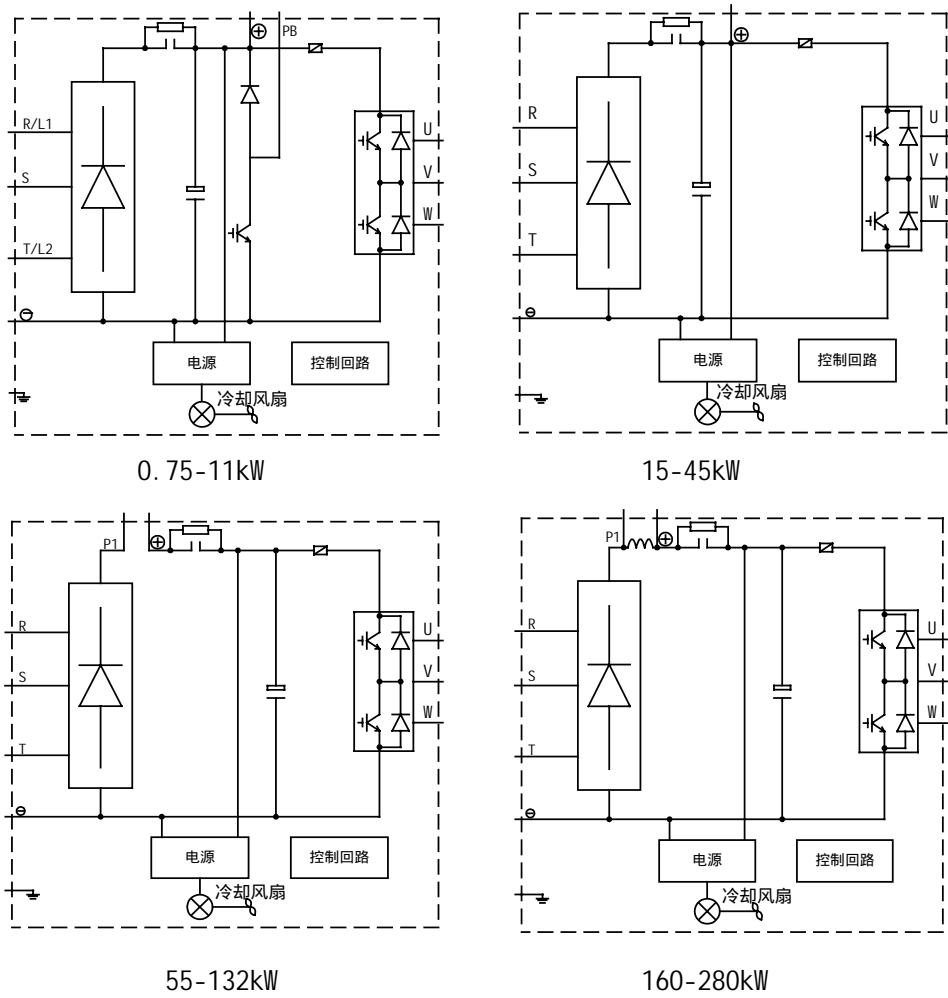 ⊕
PB
R/L1
S
T/L2
⊖
U
V
W
电源
控制回路
冷却风扇
0.75-11kW
⊕
R
S
T
⊖
U
V
W
电源
控制回路
冷却风扇
15-45kW
P1
⊕
R
S
T
⊖
U
V
W
电源
控制回路
冷却风扇
55-132kW
P1
⊕
R
S
T
⊖
U
V
W
电源
控制回路
冷却风扇
160-280kW